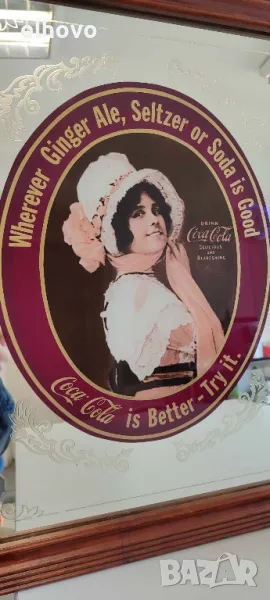 elhovo
Wherever Ginger Ale, Seltzer or Soda is Good
DRINK
Coca-Cola
DELICIOUS
AND
REFRESHING
Coca-Cola is Better - Try it.
bazar.bg